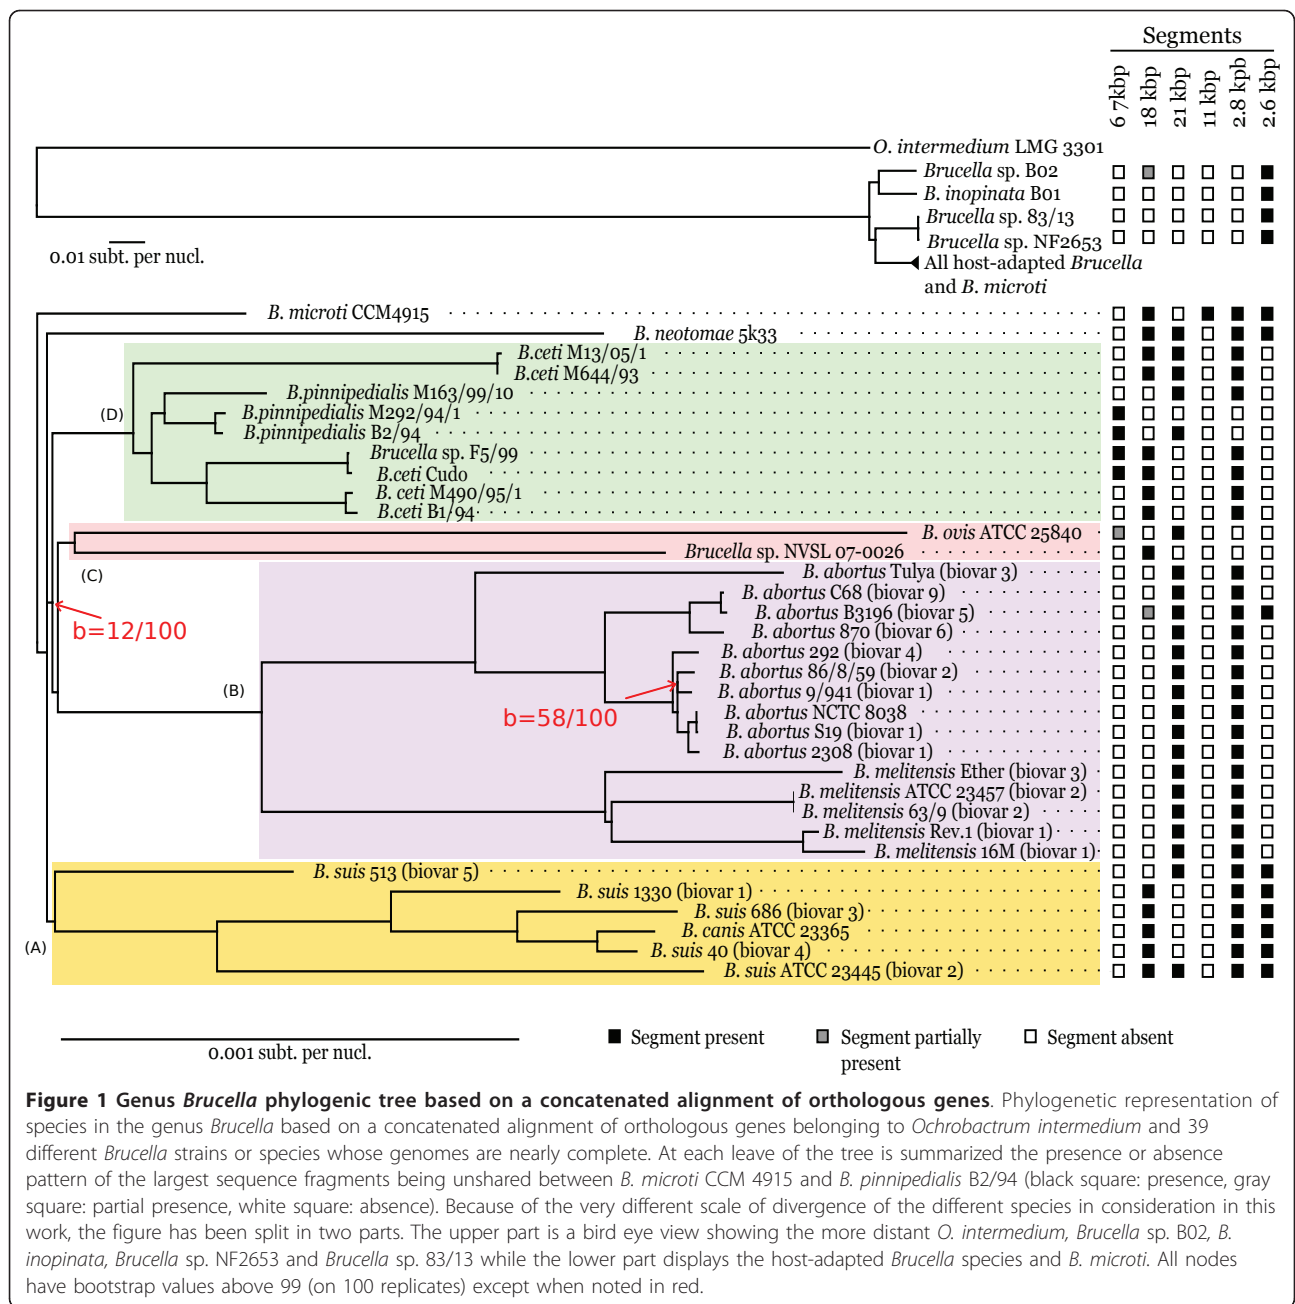 Segments
6 7kbp
18 kbp
21 kbp
11 kbp
2.8 kpb
2.6 kbp
O. intermedium LMG 3301
Brucella sp. B02
B. inopinata B01
Brucella sp. 83/13
Brucella sp. NF2653
0.01 subt. per nucl.
All host-adapted Brucella
and B. microti
B. microti CCM4915
B. neotomae 5k33
B.ceti M13/05/1
B.ceti M644/93
B.pinnipedialis M163/99/10
(D)
B.pinnipedialis M292/94/1
B.pinnipedialis B2/94
Brucella sp. F5/99
B.ceti Cudo
B. ceti M490/95/1
B.ceti B1/94
B. ovis ATCC 25840
Brucella sp. NVSL 07-0026
(C)
B. abortus Tulya (biovar 3)
B. abortus C68 (biovar 9)
B. abortus B3196 (biovar 5)
b=12/100
B. abortus 870 (biovar 6)
B. abortus 292 (biovar 4)
B. abortus 86/8/59 (biovar 2)
(B)
B. abortus 9/941 (biovar 1)
b=58/100
B. abortus NCTC 8038
B. abortus S19 (biovar 1)
B. abortus 2308 (biovar 1)
B. melitensis Ether (biovar 3)
B. melitensis ATCC 23457 (biovar 2)
B. melitensis 63/9 (biovar 2)
B. melitensis Rev.1 (biovar 1)
B. melitensis 16M (biovar 1)
B. suis 513 (biovar 5)
B. suis 1330 (biovar 1)
B. suis 686 (biovar 3)
B. canis ATCC 23365
(A)
B. suis 40 (biovar 4)
B. suis ATCC 23445 (biovar 2)
0.001 subt. per nucl.
Segment present
Segment partially
present
Segment absent
Figure 1 Genus Brucella phylogenic tree based on a concatenated alignment of orthologous genes. Phylogenetic representation of
species in the genus Brucella based on a concatenated alignment of orthologous genes belonging to Ochrobactrum intermedium and 39
different Brucella strains or species whose genomes are nearly complete. At each leave of the tree is summarized the presence or absence
pattern of the largest sequence fragments being unshared between B. microti CCM 4915 and B. pinnipedialis B2/94 (black square: presence, gray
square: partial presence, white square: absence). Because of the very different scale of divergence of the different species in consideration in this
work, the figure has been split in two parts. The upper part is a bird eye view showing the more distant O. intermedium, Brucella sp. B02, B.
inopinata, Brucella sp. NF2653 and Brucella sp. 83/13 while the lower part displays the host-adapted Brucella species and B. microti. All nodes
have bootstrap values above 99 (on 100 replicates) except when noted in red.